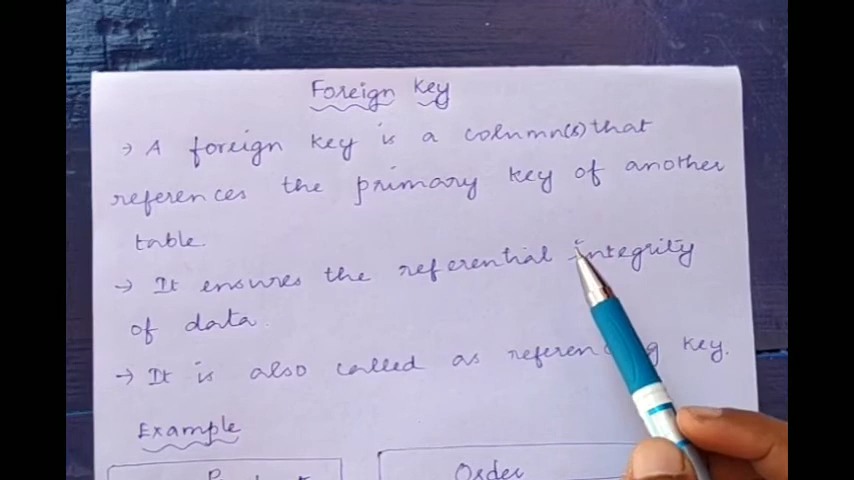 Foreign Key
→ A foreign key is a column(s) that
references the primary key of another
table.
→ It ensures the referential integrity
of data.
→ It is also called as referencing key.
Example
Order